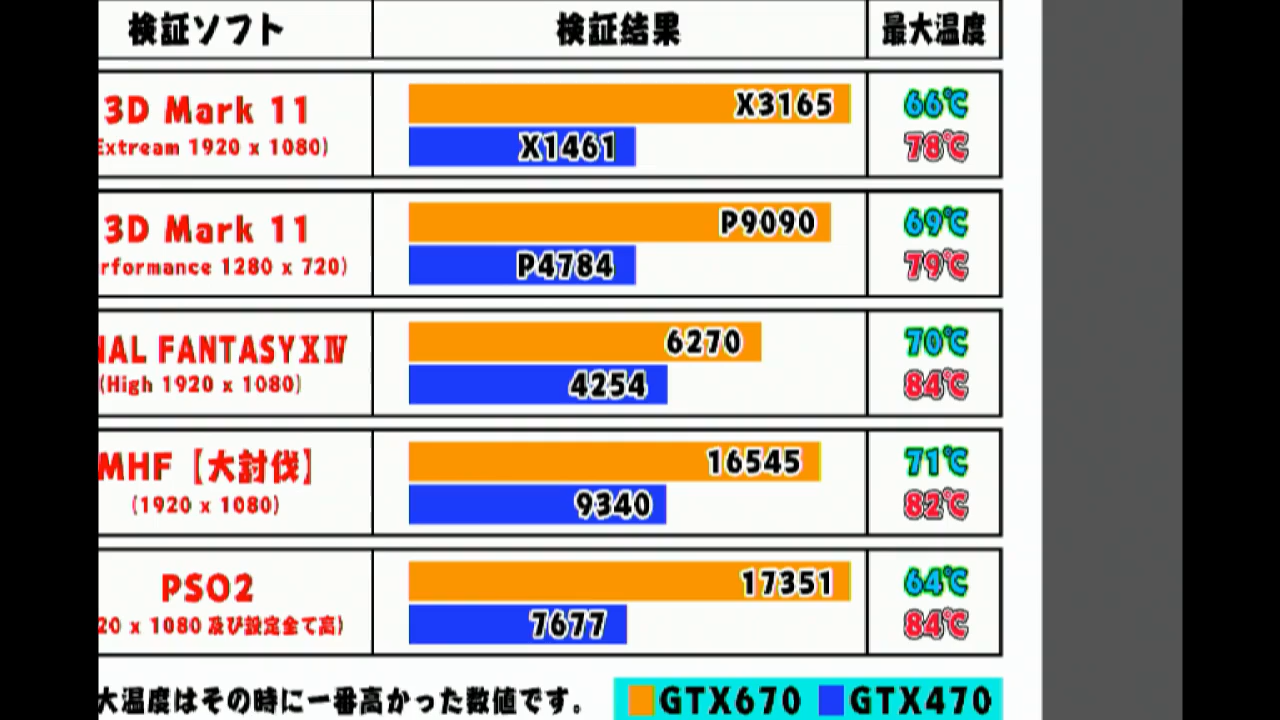 検証ソフト 検証結果 最大温度
3D Mark 11 X3165 66℃
Extream 1920 x 1080) X1461 78℃
3D Mark 11 P9090 69℃
rformance 1280 x 720) P4784 79℃
NAL FANTASYXⅣ 6270 70℃
(High 1920 x 1080) 4254 84℃
MHF【大討伐】 16545 71℃
(1920 x 1080) 9340 82℃
PSO2 17351 64℃
20 x 1080 及び設定全て高) 7677 84℃
大温度はその時に一番高かった数値です。 GTX670 GTX470